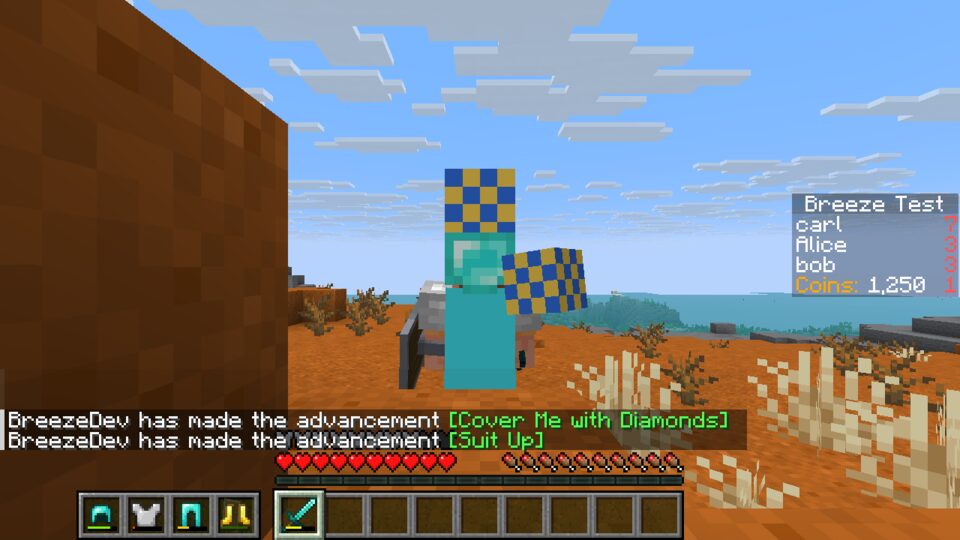 Breeze Test
carl 7
Alice 3
bob 3
Coins: 1,250 1
BreezeDev has made the advancement [Cover Me with Diamonds]
BreezeDev has made the advancement [Suit Up]